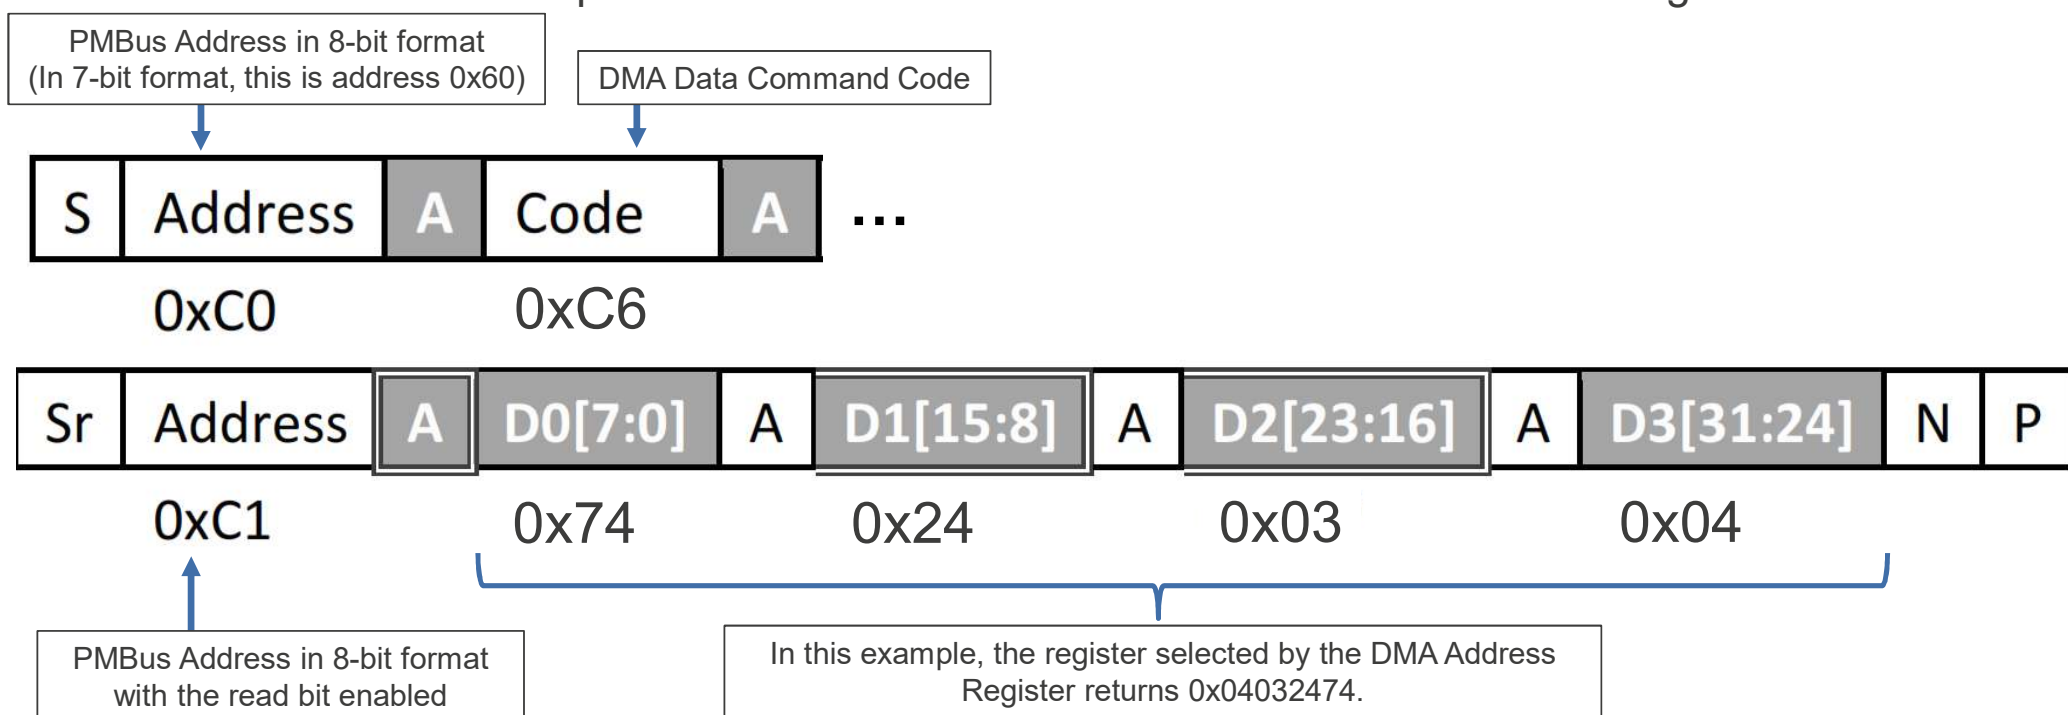 PMBus Address in 8-bit format
(In 7-bit format, this is address 0x60)
DMA Data Command Code
S Address A Code A ...
0xC0 0xC6
Sr Address A D0[7:0] A D1[15:8] A D2[23:16] A D3[31:24] N P
0xC1 0x74 0x24 0x03 0x04
PMBus Address in 8-bit format
with the read bit enabled
In this example, the register selected by the DMA Address
Register returns 0x04032474.